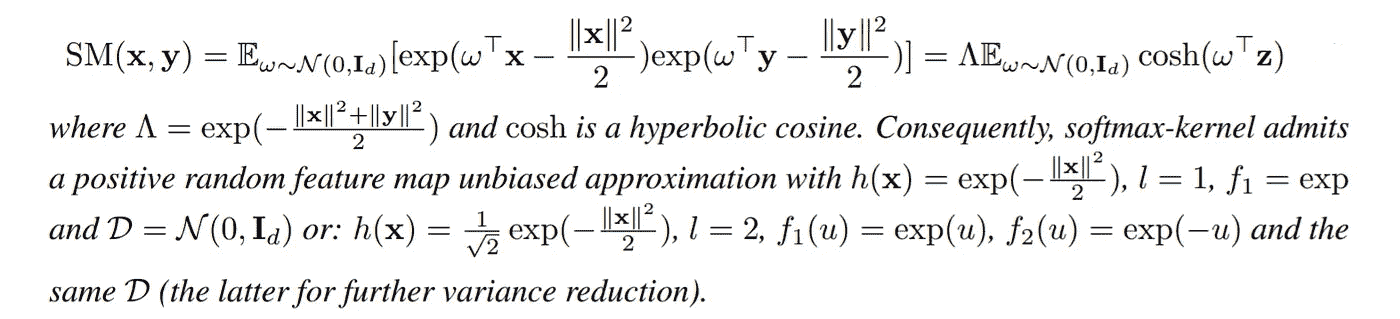 SM(x, y) = 𝔼_{ω∼𝒩(0,I_d)}[exp(ω^⊤x − ‖x‖²/2)exp(ω^⊤y − ‖y‖²/2)] = Λ𝔼_{ω∼𝒩(0,I_d)} cosh(ω^⊤z)
where Λ = exp(−(‖x‖²+‖y‖²)/2) and cosh is a hyperbolic cosine. Consequently, softmax-kernel admits
a positive random feature map unbiased approximation with h(x) = exp(−‖x‖²/2), l = 1, f₁ = exp
and 𝒟 = 𝒩(0, I_d) or: h(x) = 1/√2 exp(−‖x‖²/2), l = 2, f₁(u) = exp(u), f₂(u) = exp(−u) and the
same 𝒟 (the latter for further variance reduction).